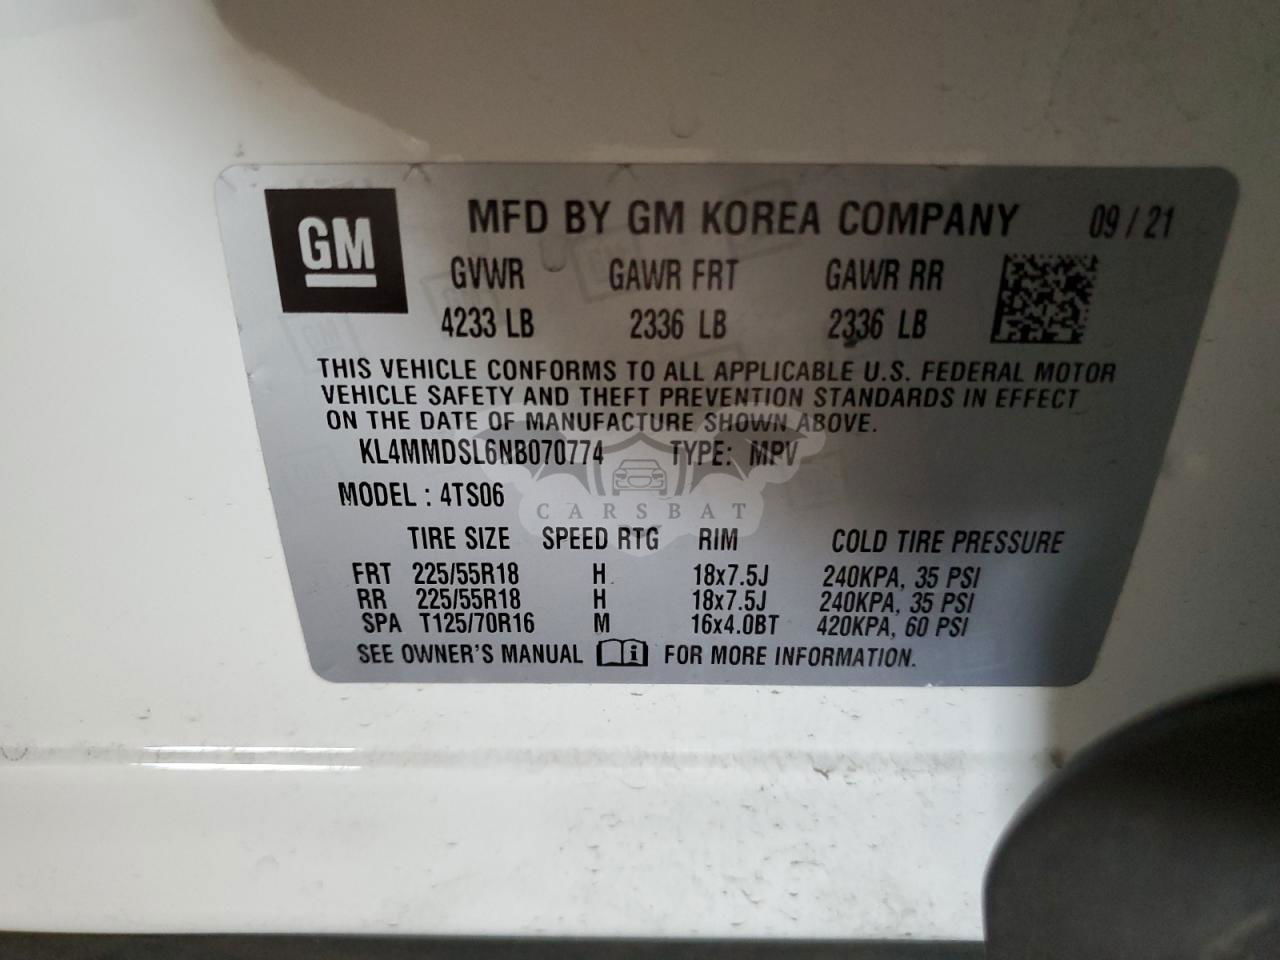 GM
MFD BY GM KOREA COMPANY 09 / 21
GVWR GAWR FRT GAWR RR
4233 LB 2336 LB 2336 LB
THIS VEHICLE CONFORMS TO ALL APPLICABLE U.S. FEDERAL MOTOR
VEHICLE SAFETY AND THEFT PREVENTION STANDARDS IN EFFECT
ON THE DATE OF MANUFACTURE SHOWN ABOVE.
KL4MMDSL6NB070774 TYPE: MPV
MODEL : 4TS06
CARSBAT
TIRE SIZE SPEED RTG RIM COLD TIRE PRESSURE
FRT 225/55R18 H 18x7.5J 240KPA, 35 PSI
RR 225/55R18 H 18x7.5J 240KPA, 35 PSI
SPA T125/70R16 M 16x4.0BT 420KPA, 60 PSI
SEE OWNER'S MANUAL i FOR MORE INFORMATION.